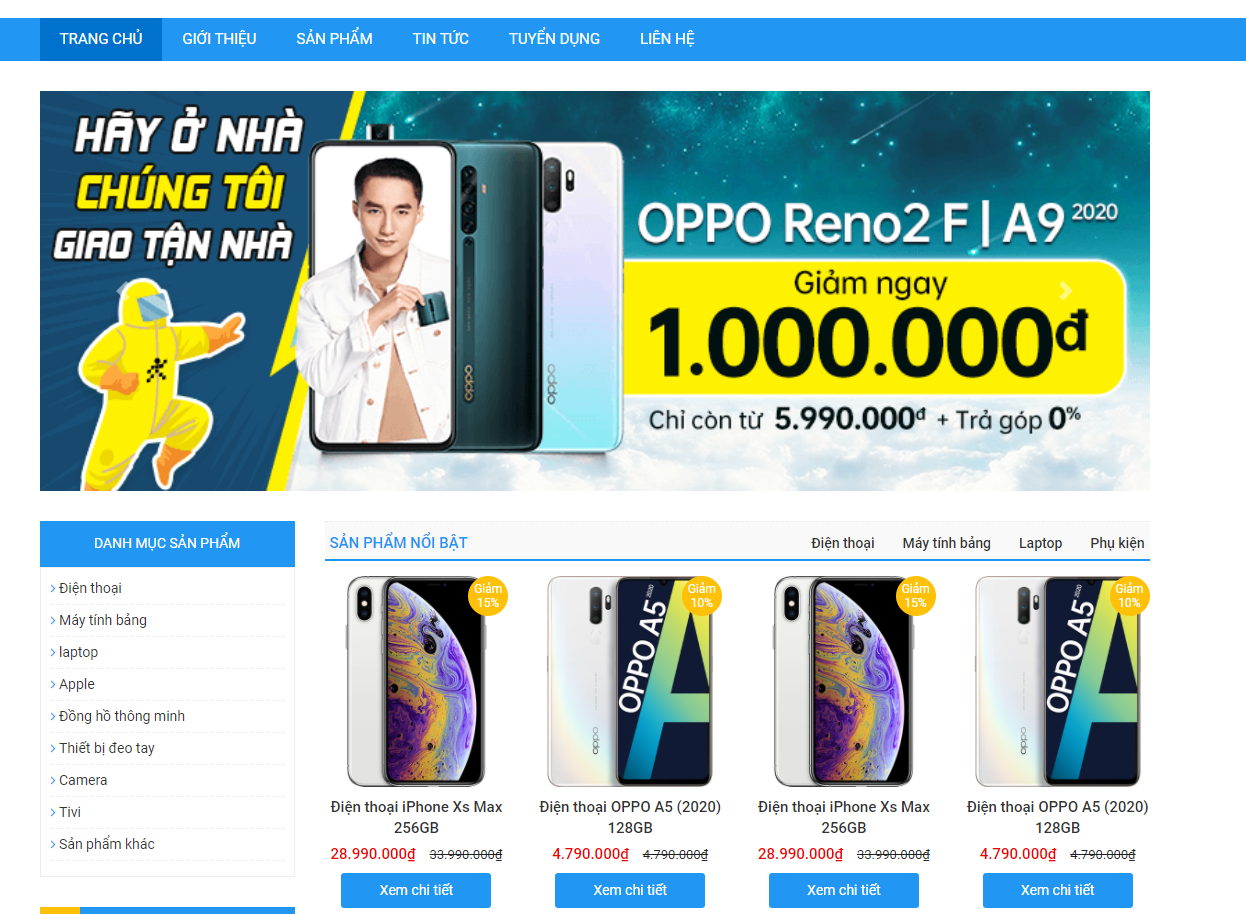 TRANG CHỦ GIỚI THIỆU SẢN PHẨM TIN TỨC TUYỂN DỤNG LIÊN HỆ
HÃY Ở NHÀ
CHÚNG TÔI
GIAO TẬN NHÀ
oppo
oppo
OPPO Reno2 F | A9 2020
Giảm ngay
1.000.000đ
Chỉ còn từ 5.990.000đ + Trả góp 0%
DANH MỤC SẢN PHẨM
Điện thoại
Máy tính bảng
laptop
Apple
Đồng hồ thông minh
Thiết bị đeo tay
Camera
Tivi
Sản phẩm khác
SẢN PHẨM NỔI BẬT Điện thoại Máy tính bảng Laptop Phụ kiện
Giảm
15%
Điện thoại iPhone Xs Max
256GB
28.990.000₫ 33.990.000₫
Xem chi tiết
Giảm
10%
oppo
OPPO A5 2020
Điện thoại OPPO A5 (2020)
128GB
4.790.000₫ 4.790.000₫
Xem chi tiết
Giảm
15%
Điện thoại iPhone Xs Max
256GB
28.990.000₫ 33.990.000₫
Xem chi tiết
Giảm
10%
oppo
OPPO A5 2020
Điện thoại OPPO A5 (2020)
128GB
4.790.000₫ 4.790.000₫
Xem chi tiết